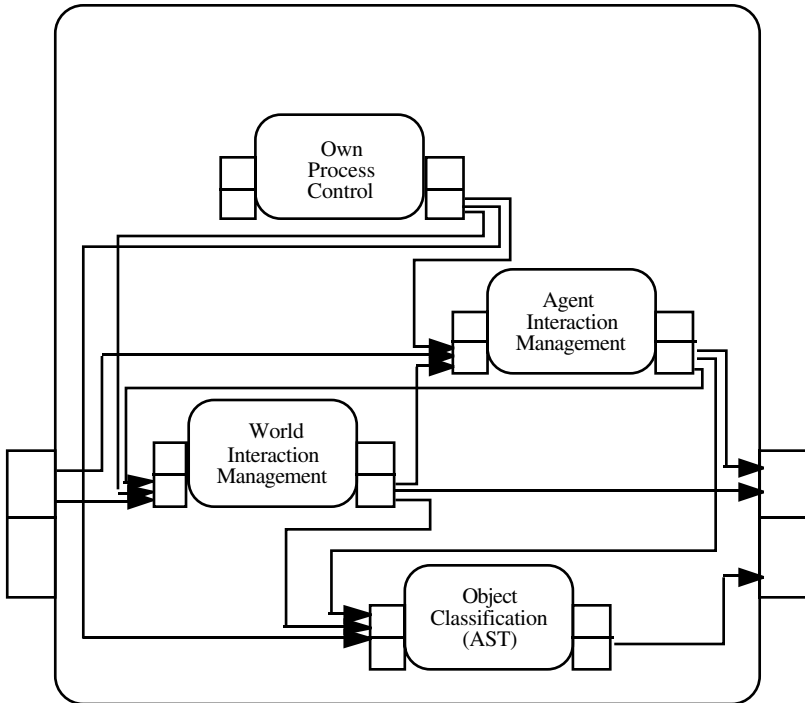 Own
Process
Control
Agent
Interaction
Management
World
Interaction
Management
Object
Classification
(AST)